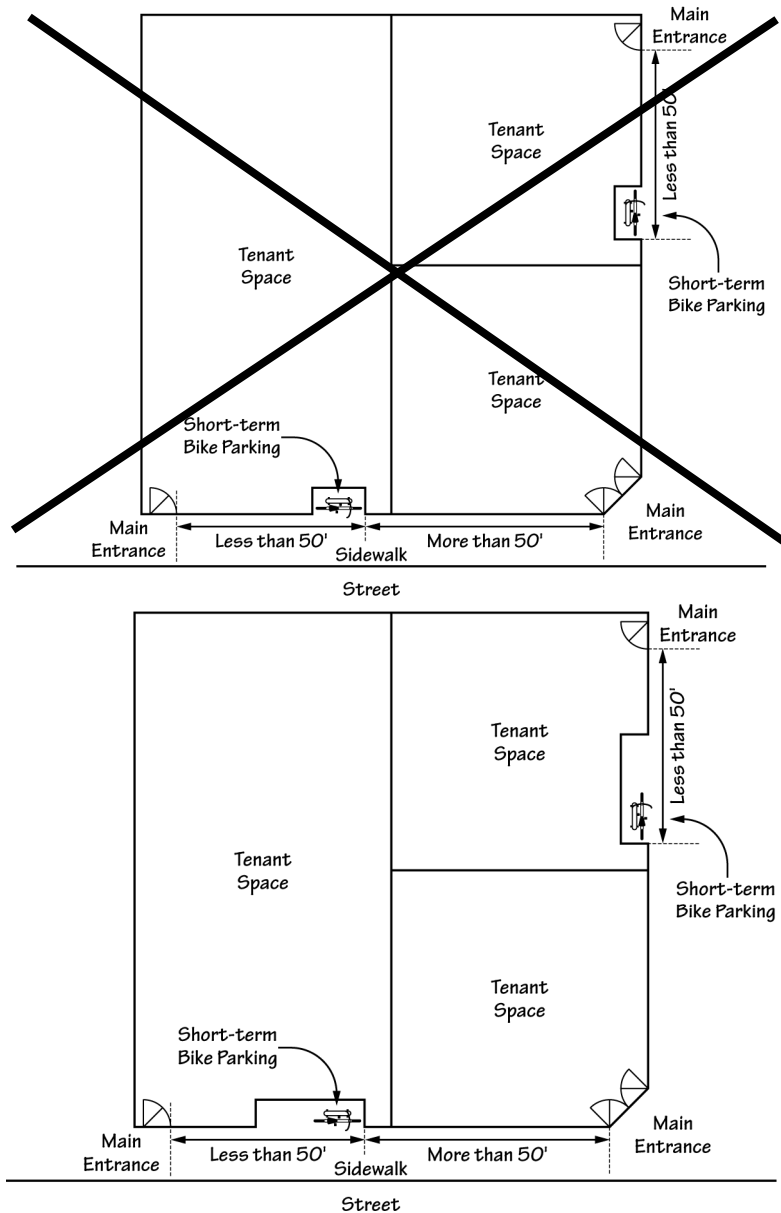 Main
Entrance
Less than 50'
Tenant
Space
Tenant
Space
Short-term
Bike Parking
Tenant
Space
Short-term
Bike Parking
Main
Entrance
Main
Entrance
Less than 50'
More than 50'
Sidewalk
Street
Main
Entrance
Less than 50'
Tenant
Space
Tenant
Space
Short-term
Bike Parking
Tenant
Space
Short-term
Bike Parking
Main
Entrance
Main
Entrance
Less than 50'
More than 50'
Sidewalk
Street